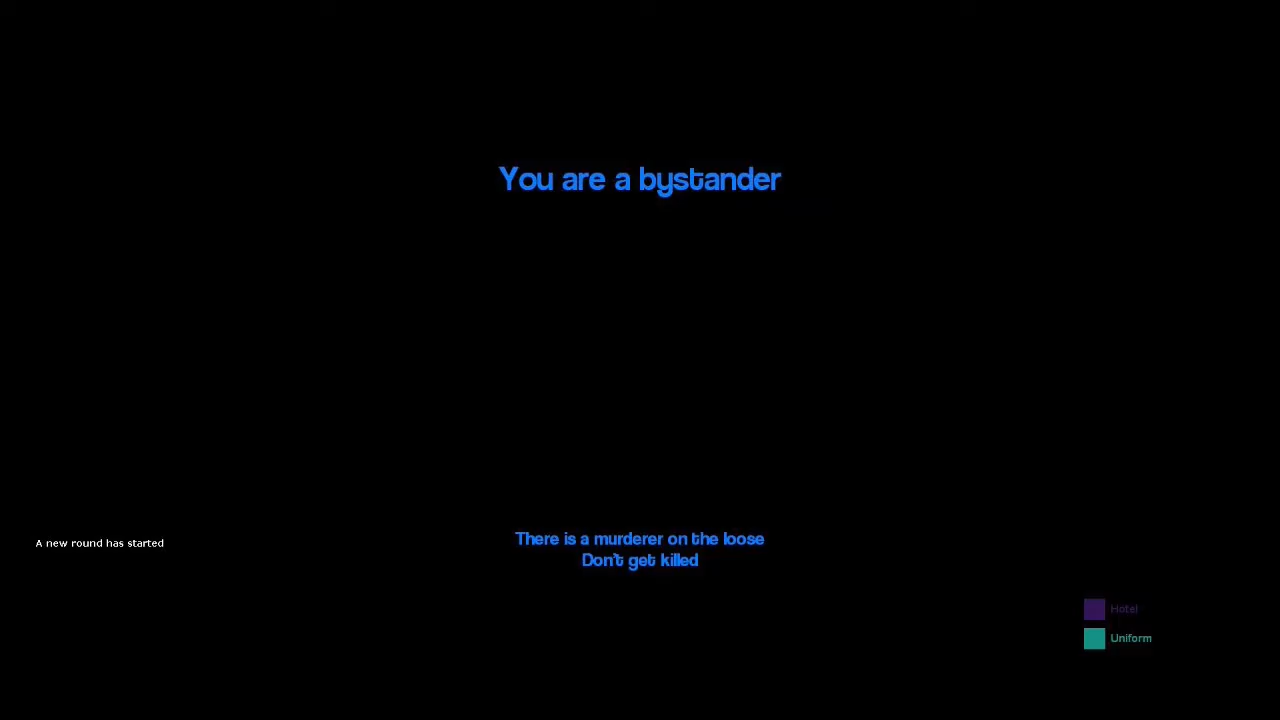 You are a bystander
A new round has started
There is a murderer on the loose
Don't get killed
Hotel
Uniform